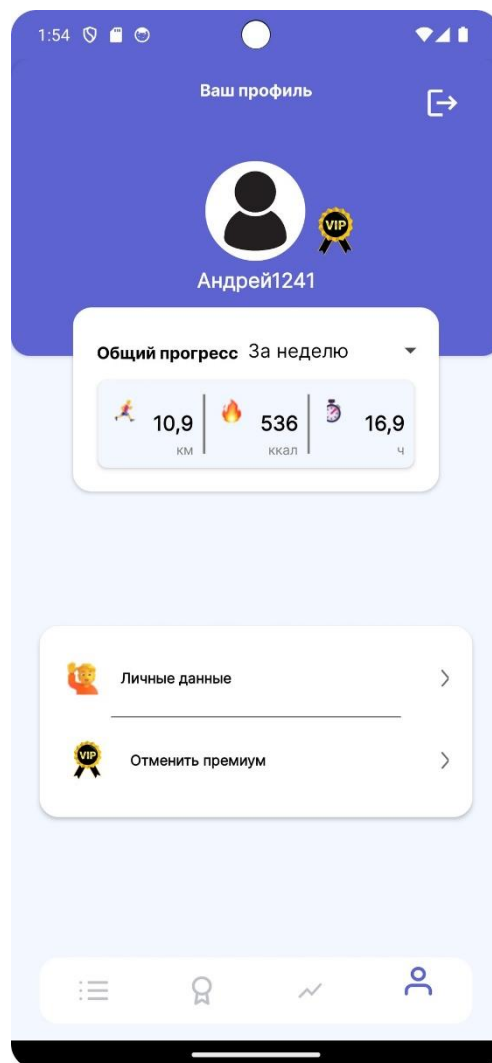 1:54
Ваш профиль
VIP
Андрей1241
Общий прогресс За неделю
10,9 536 16,9
км ккал ч
Личные данные
VIP Отменить премиум